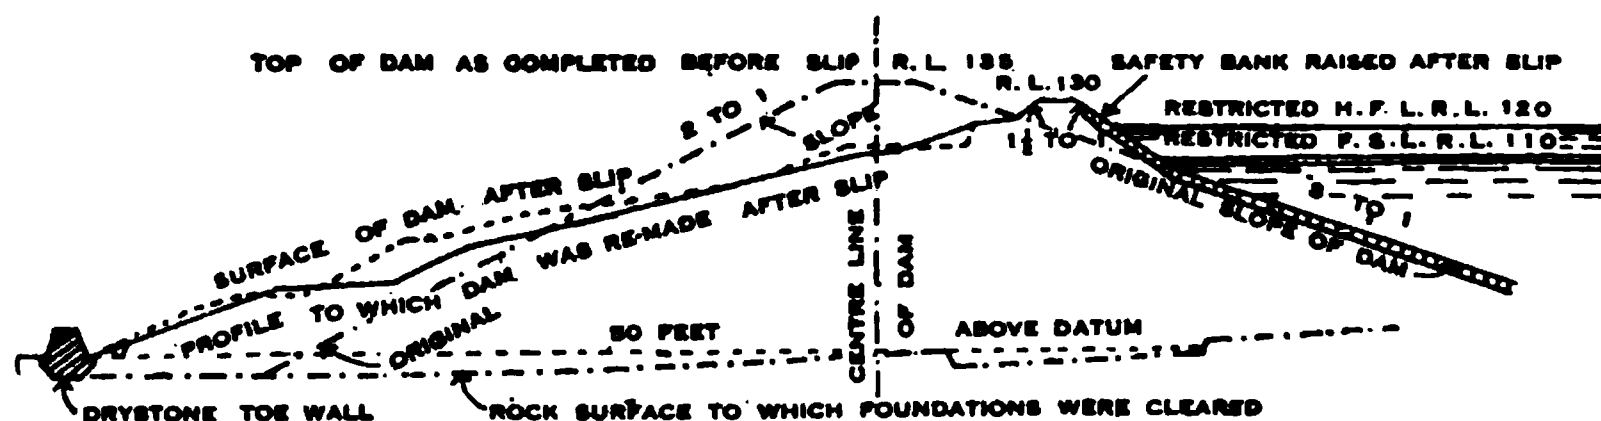 TOP OF DAM AS COMPLETED BEFORE SLIP R. L. 135
SAFETY BANK RAISED AFTER SLIP
R. L. 130
RESTRICTED H. F. L. R. L. 120
2 TO 1
SLOPE
1½ TO 1
RESTRICTED F. S. L. R. L. 110
SURFACE OF DAM AFTER SLIP
ORIGINAL SLOPE OF DAM
3 TO 1
PROFILE TO WHICH DAM WAS RE-MADE AFTER SLIP
ORIGINAL
CENTRE LINE
OF DAM
50 FEET ABOVE DATUM
DRYSTONE TOE WALL
ROCK SURFACE TO WHICH FOUNDATIONS WERE CLEARED